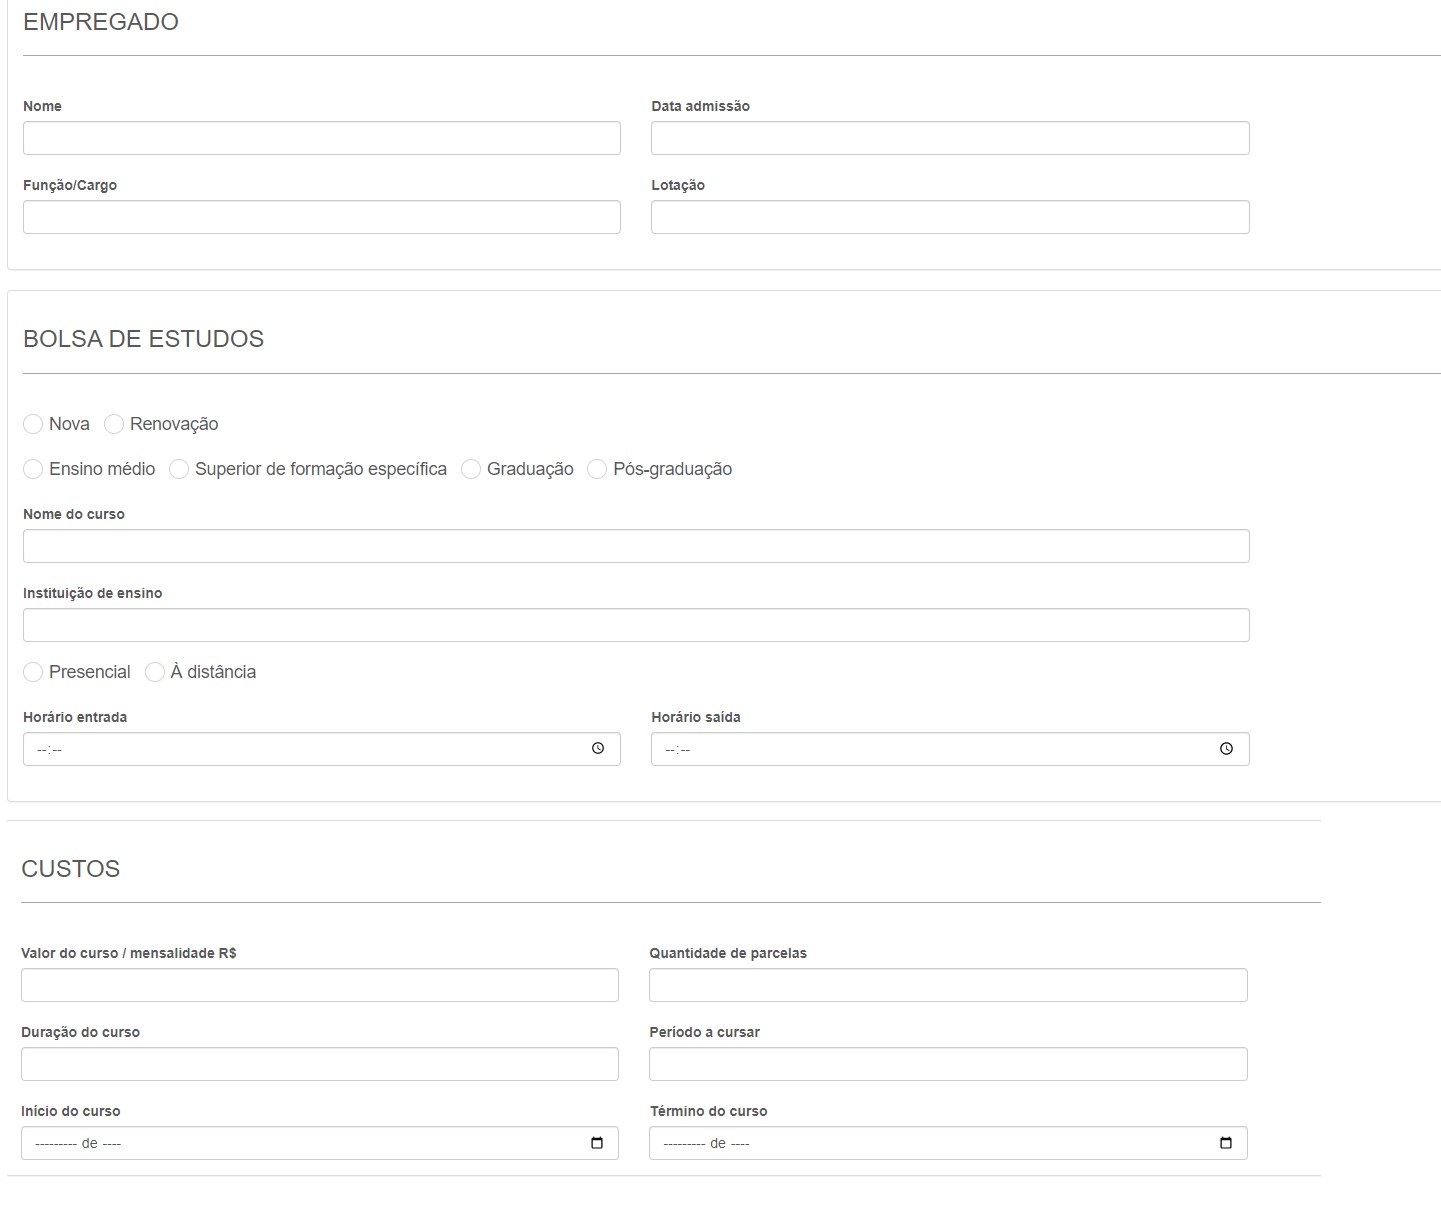 EMPREGADO
Nome Data admissão
Função/Cargo Lotação
BOLSA DE ESTUDOS
Nova Renovação
Ensino médio Superior de formação específica Graduação Pós-graduação
Nome do curso
Instituição de ensino
Presencial À distância
Horário entrada Horário saída
--:-- --:--
CUSTOS
Valor do curso / mensalidade R$ Quantidade de parcelas
Duração do curso Período a cursar
Início do curso Término do curso
--------- de ---- --------- de ----